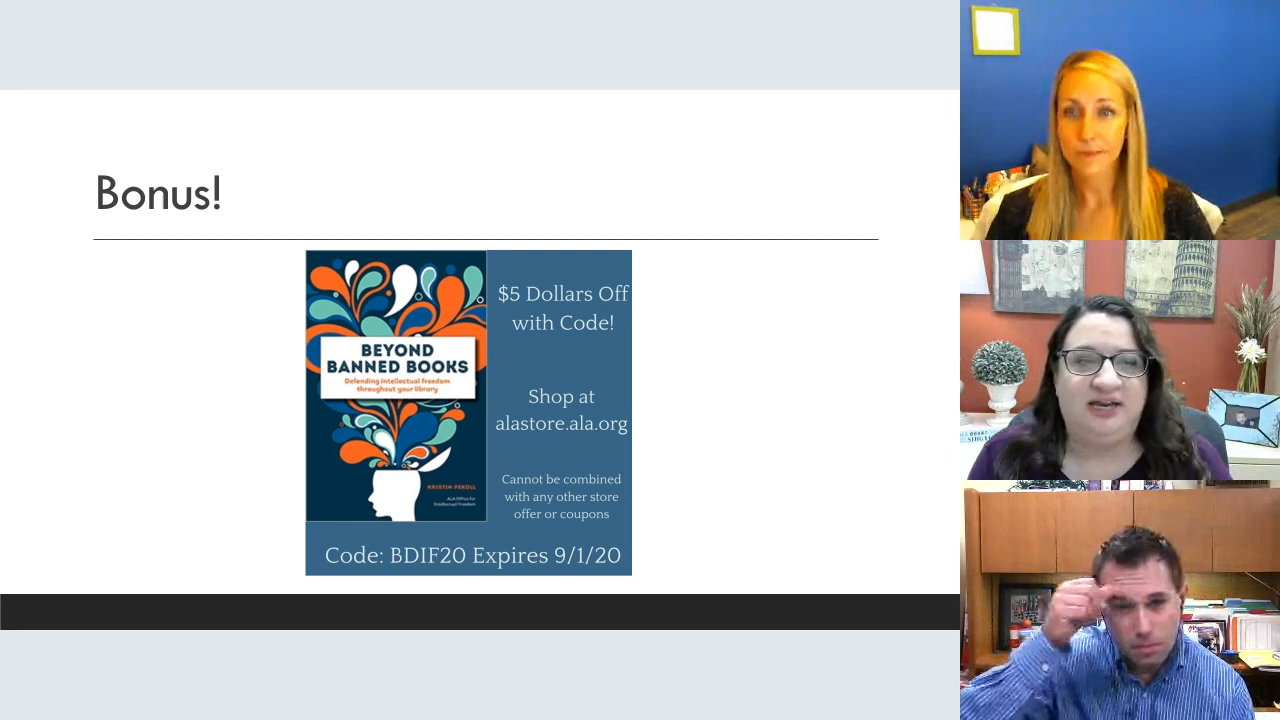 Bonus!
BEYOND
BANNED BOOKS
Defending intellectual freedom
throughout your library
KRISTIN PEKOLL
ALA Office for
Intellectual Freedom
$5 Dollars Off
with Code!
Shop at
alastore.ala.org
Cannot be combined
with any other store
offer or coupons
Code: BDIF20 Expires 9/1/20